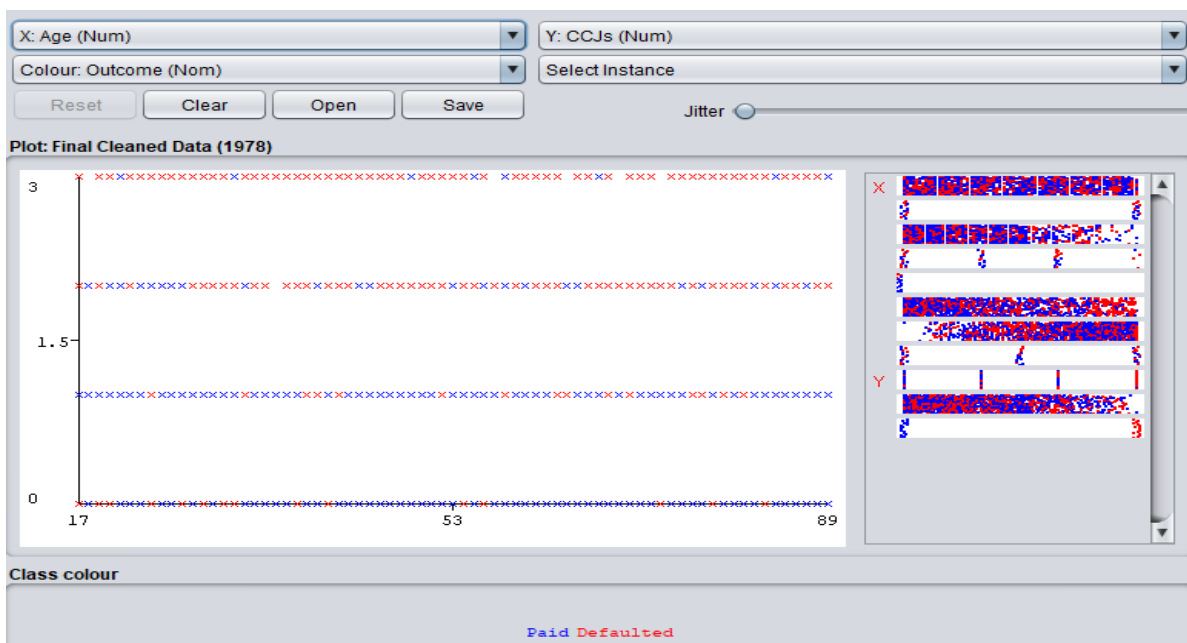 X: Age (Num) Y: CCJs (Num)
Colour: Outcome (Nom) Select Instance
Reset Clear Open Save Jitter
Plot: Final Cleaned Data (1978)
3
X
1.5
Y
0
17 53 89
Class colour
Paid Defaulted